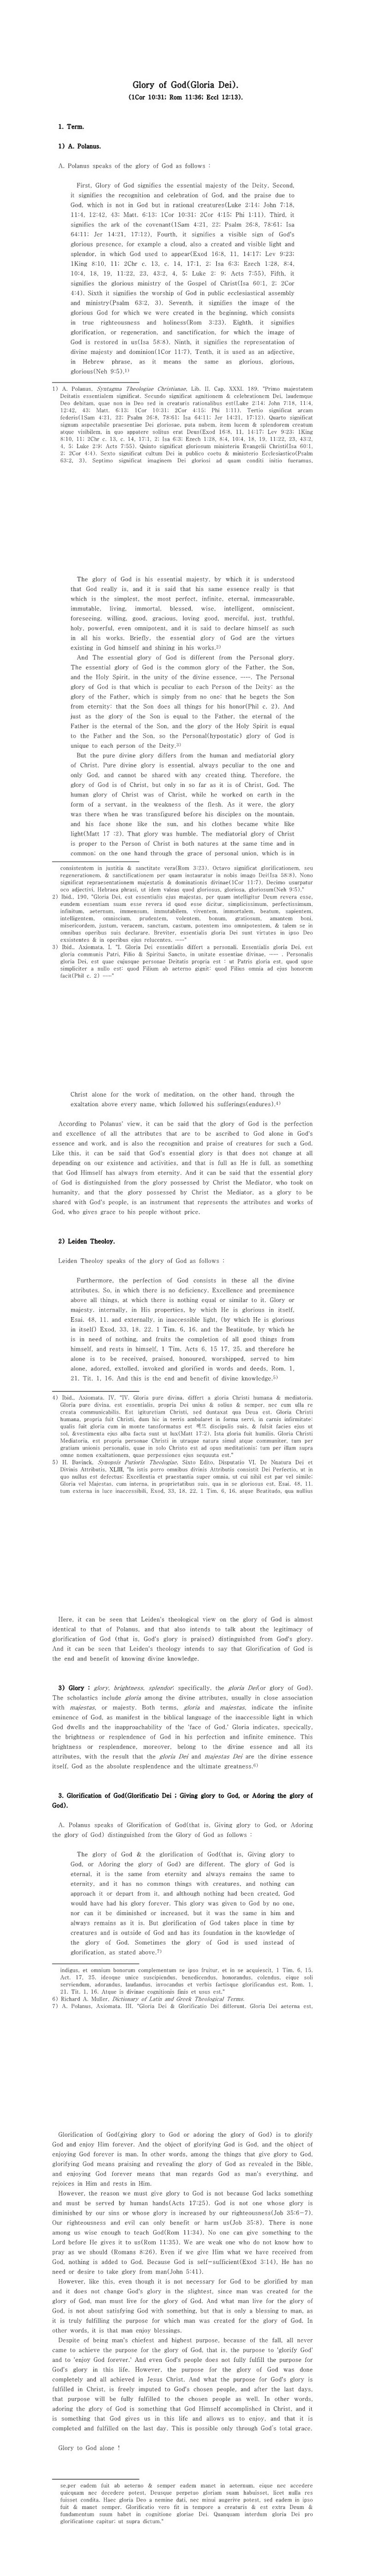 Glory of God(Gloria Dei).
(1Cor 10:31; Rom 11:36; Eccl 12:13).
1. Term.
1) A. Polanus.
A. Polanus speaks of the glory of God as follows :
First, Glory of God signifies the essential majesty of the Deity, Second,
it signifies the recognition and celebration of God, and the praise due to
God, which is not in God but in rational creatures(Luke 2:14; John 7:18,
11:4, 12:42, 43; Matt. 6:13; 1Cor 10:31; 2Cor 4:15; Phi 1:11). Third, it
signifies the ark of the covenant(1Sam 4:21, 22; Psalm 26:8, 78:61; Isa
64:11; Jer 14:21, 17:12), Fourth, it signifies a visible sign of God's
glorious presence, for example a cloud, also a created and visible light and
splendor, in which God used to appear(Exod 16:8, 11, 14:17; Lev 9:23;
1King 8:10, 11; 2Chr c. 13, c. 14, 17:1, 2; Isa 6:3; Ezech 1:28, 8:4,
10:4, 18, 19, 11:22, 23, 43:2, 4, 5; Luke 2: 9; Acts 7:55). Fifth, it
signifies the glorious ministry of the Gospel of Christ(Isa 60:1, 2; 2Cor
4:4). Sixth it signifies the worship of God in public ecclesiastical assembly
and ministry(Psalm 63:2, 3). Seventh, it signifies the image of the
glorious God for which we were created in the beginning, which consists
in true righteousness and holiness(Rom 3:23). Eighth, it signifies
glorification, or regeneration, and sanctification, for which the image of
God is restored in us(Isa 58:8). Ninth, it signifies the representation of
divine majesty and dominion(1Cor 11:7). Tenth, it is used as an adjective,
in Hebrew phrase, as it means the same as glorious, glorious,
glorious(Neh 9:5).1)
1) A. Polanus, Syntagma Theologiae Christianae, Lib. II, Cap. XXXI. 189. "Primo majestatem
Deitatis essentialem significat. Secundo significat agnitionem & celebrationem Dei, laudemque
Deo debitam, quae non in Deo sed in creaturis rationalibus est(Luke 2:14; John 7:18, 11:4,
12:42, 43; Matt. 6:13; 1Cor 10:31; 2Cor 4:15; Phi 1:11). Tertio significat arcam
foderis(1Sam 4:21, 22; Psalm 26:8, 78:61; Isa 64:11; Jer 14:21, 17:12). Quarto significat
signum aspectabile praesentiae Dei gloriosae, puta nubem, item lucem & splendorem creatum
atque visibilem, in quo apparere solitus erat Deus(Exod 16:8, 11, 14:17; Lev 9:23; 1King
8:10, 11; 2Chr c. 13, c. 14, 17:1, 2; Isa 6:3; Ezech 1:28, 8:4, 10:4, 18, 19, 11:22, 23, 43:2,
4, 5; Luke 2:9; Acts 7:55). Quinto significat gloriosum ministerium Evangelii Christi(Isa 60:1,
2; 2Cor 4:4). Sexto significat cultum Dei in publico coetu & ministerio Ecclesiastico(Psalm
63:2, 3). Septimo significat imaginem Dei gloriosi ad quam conditi initio fueramus,
The glory of God is his essential majesty, by which it is understood
that God really is, and it is said that his same essence really is that
which is the simplest, the most perfect, infinite, eternal, immeasurable,
immutable, living, immortal, blessed, wise, intelligent, omniscient,
foreseeing, willing, good, gracious, loving good, merciful, just, truthful,
holy, powerful, even omnipotent, and it is said to declare himself as such
in all his works. Briefly, the essential glory of God are the virtues
existing in God himself and shining in his works.2)
And The essential glory of God is different from the Personal glory.
The essential glory of God is the common glory of the Father, the Son,
and the Holy Spirit, in the unity of the divine essence, ----. The Personal
glory of God is that which is peculiar to each Person of the Deity: as the
glory of the Father, which is simply from no one; that he begets the Son
from eternity: that the Son does all things for his honor(Phil c. 2). And
just as the glory of the Son is equal to the Father, the eternal of the
Father is the eternal of the Son, and the glory of the Holy Spirit is equal
to the Father and the Son, so the Personal(hypostatic) glory of God is
unique to each person of the Deity.3)
But the pure divine glory differs from the human and mediatorial glory
of Christ. Pure divine glory is essential, always peculiar to the one and
only God, and cannot be shared with any created thing. Therefore, the
glory of God is of Christ, but only in so far as it is of Christ, God. The
human glory of Christ was of Christ, while he worked on earth in the
form of a servant, in the weakness of the flesh. As it were, the glory
was there when he was transfigured before his disciples on the mountain,
and his face shone like the sun, and his clothes became white like
light(Matt 17 :2). That glory was humble. The mediatorial glory of Christ
is proper to the Person of Christ in both natures at the same time and in
common; on the one hand through the grace of personal union, which is in
consistentem in justitia & sanctitate vera(Rom 3:23). Octavo significat glorificationem, seu
regenerationem, & sanctificationem per quam instauratur in nobis imago Dei(Isa 58:8), Nono
significat repraesentationem majestatis & dominationis divinae(1Cor 11:7). Decimo usurpatur
vice adjectivi, Hebraea phrasi, ut idem valeat quod gloriosus, gloriosa, gloriosum(Neh 9:5)."
2) Ibid., 190. "Gloria Dei, est essentialis ejus majestas, per quam intelligitur Deum revera esse,
eandem essentiam suam esse revera id quod esse dicitur, simplicissimum, perfectissimum,
infinitum, aeternum, immensum, immutabilem, viventem, immortalem, beatum, sapientem,
intelligentem, omniscium, prudentem, volentem, bonum, gratiosum, amantem boni,
misericordem, justum, veracem, sanctum, castum, potentem imo omnipotentem, & talem se in
omnibus operibus suis declarare. Breviter, essentialis gloria Dei sunt virtutes in ipso Deo
exsistentes & in operibus ejus relucentes. ----"
3) Ibid., Axiomata, I. "I. Gloria Dei essentialis differt a personali. Essentialis gloria Dei, est
gloria communis Patri, Filio & Spiritui Sancto, in unitate essentiae divinae, ---- . Personalis
gloria Dei, est quae cujusque personae Deitatis propria est : ut Patris gloria est, quod ipse
simpliciter a nullo est: quod Filium ab aeterno gignit: quod Filius omnia ad ejus honorem
facit(Phil c. 2) ----"
Christ alone for the work of meditation, on the other hand, through the
exaltation above every name, which followed his sufferings(endures).4)
According to Polanus' view, it can be said that the glory of God is the perfection
and excellence of all the attributes that are to be ascribed to God alone in God's
essence and work, and is also the recognition and praise of creatures for such a God.
Like this, it can be said that God's essential glory is that does not change at all
depending on our existence and activities, and that is full as He is full, as something
that God Himself has always from eternity. And it can be said that the essential glory
of God is distinguished from the glory possessed by Christ the Mediator, who took on
humanity, and that the glory possessed by Christ the Mediator, as a glory to be
shared with God's people, is an instrument that represents the attributes and works of
God, who gives grace to his people without price.
2) Leiden Theoloy.
Leiden Theoloy speaks of the glory of God as follows :
Furthermore, the perfection of God consists in these all the divine
attributes. So, in which there is no deficiency. Excellence and preeminence
above all things, at which there is nothing equal or similar to it. Glory or
majesty, internally, in His properties, by which He is glorious in itself,
Esai. 48, 11, and externally, in inaccessible light, (by which He is glorious
in itself) Exod, 33, 18, 22, 1 Tim. 6, 16, and the Beatitude, by which he
is in need of nothing, and fruits the completion of all good things from
himself, and rests in himself, 1 Tim, Acts 6, 15 17, 25, and therefore he
alone is to be received, praised, honoured, worshipped, served to him
alone, adored, extolled, invoked and glorified in words and deeds. Rom. 1,
21. Tit. 1, 16. And this is the end and benefit of divine knowledge.5)
4) Ibid., Axiomata, IV, "IV. Gloria pure divina, differt a gloria Christi humana & mediatoria.
Gloria pure divina, est essentialis, propria Dei unius & solius & semper, nec cum ulla re
creata communicabilis. Est igitur etiam Christi, sed duntaxat qua Deus est. Gloria Christi
humana, propria fuit Christi, dum hic in terris ambularet in forma servi, in carnis infirmitate:
qualis fuit gloria cum in monte transformatus est coram discipulis suis, & fulsit facies ejus ut
sol, &vestimenta ejus alba facta sunt ut lux(Matt 17:2). Ista gloria fuit humilis. Gloria Christi
Mediatoria, est propria personae Christi in utraque natura simul atque communiter, tum per
gratiam unionis personalis, quae in solo Christo est ad opus meditationis; tum per illam supra
omne nomen exaltationem, quae perpessiones ejus sequuuta est."
5) H. Bavinck, Synopsis Purioris Theologiae, Sixto Edito, Disputatio VI, De Nautura Dei et
Divinis Attributis, XLIII, "In istis porro omnibus divinis Attributio consistit Dei Perfectio, ut in
quo nullus est defectus; Excellentia et praestantia super omnia, ut cui nihil est par vel simile;
Gloria vel Majestas, cum interna, in proprietatibus suis, qua in se gloriosus est, Esai. 48, 11,
tum externa in luce inaccessibili, Exod, 33, 18, 22, 1 Tim. 6, 16, atque Beatitudo, qua nullius
Here, it can be seen that Leiden's theological view on the glory of God is almost
identical to that of Polanus, and that also intends to talk about the legitimacy of
glorification of God (that is, God's glory is praised) distinguished from God's glory.
And it can be seen that Leiden's theology intends to say that Glorification of God is
the end and benefit of knowing divine knowledge.
3) Glory : glory, brightness, splendor; specifically, the gloria Dei(or glory of God).
The scholastics include gloria among the divine attributes, usually in close association
with majestas, or majesty. Both terms, gloria and majestas, indicate the infinite
eminence of God, as manifest in the biblical language of the inaccessible light in which
God dwells and the inapproachability of the 'face of God.' Gloria indicates, specically,
the brightness or resplendence of God in his perfection and infinite eminence. This
brightness or resplendence, moreover, belong to the divine essence and all its
attributes, with the result that the gloria Dei and majestas Dei are the divine essence
itself, God as the absolute resplendence and the ultimate greatness.6)
3. Glorification of God(Glorificatio Dei ; Giving glory to God, or Adoring the glory of
God).
A. Polanus speaks of Glorification of God(that is, Giving glory to God, or Adoring
the glory of God) distinguished from the Glory of God as follows :
The glory of God & the glorification of God(that is, Giving glory to
God, or Adoring the glory of God) are different. The glory of God is
eternal, it is the same from eternity and always remains the same to
eternity, and it has no common things with creatures, and nothing can
approach it or depart from it, and although nothing had been created, God
would have had his glory forever. This glory was given to God by no one,
nor can it be diminished or increased, but it was the same in him and
always remains as it is. But glorification of God takes place in time by
creatures and is outside of God and has its foundation in the knowledge of
the glory of God. Sometimes the glory of God is used instead of
glorification, as stated above.7)
indigus, et omnium bonorum complementum se ipso fruitur, et in se acquiescit, 1 Tim, 6, 15.
Act. 17, 25, ideoque unice suscipiendus, benedicendus, honorandus, colendus, eique soli
serviendum, adorandus, laudandus, invocandus et verbis factisque glorificandus est, Rom, 1,
21. Tit. 1, 16. Atque is divinae cognitionis finis et usus est."
6) Richard A. Muller, Dictionary of Latin and Greek Theological Terms.
7) A. Polanus, Axiomata. III. "Gloria Dei & Glorificatio Dei differunt. Gloria Dei aeterna est,
Glorification of God(giving glory to God or adoring the glory of God) is to glorify
God and enjoy Him forever. And the object of glorifying God is God, and the object of
enjoying God forever is man. In other words, among the things that give glory to God,
glorifying God means praising and revealing the glory of God as revealed in the Bible,
and enjoying God forever means that man regards God as man's everything, and
rejoices in Him and rests in Him.
However, the reason we must give glory to God is not because God lacks something
and must be served by human hands(Acts 17:25). God is not one whose glory is
diminished by our sins or whose glory is increased by our righteousness(Job 35:6-7).
Our righteousness and evil can only benefit or harm us(Job 35:8). There is none
among us wise enough to teach God(Rom 11:34). No one can give something to the
Lord before He gives it to us(Rom 11:35). We are weak one who do not know how to
pray as we should (Romans 8:26). Even if we give Him what we have received from
God, nothing is added to God. Because God is self-sufficient(Exod 3:14), He has no
need or desire to take glory from man(John 5:41).
However, like this, even though it is not necessary for God to be glorified by man
and it does not change God's glory in the slightest, since man was created for the
glory of God, man must live for the glory of God. And what man live for the glory of
God, is not about satisfying God with something, but that is only a blessing to man, as
it is truly fulfilling the purpose for which man was created for the glory of God. In
other words, it is that man enjoy blessings.
Despite of being man's chiefest and highest purpose, because of the fall, all never
came to achieve the purpose for the glory of God, that is, the purpose to 'glorify God'
and to 'enjoy God forever.' And even God's people does not fully fulfill the purpose for
God's glory in this life. However, the purpose for the glory of God was done
completely and all achieved in Jesus Christ. And what the purpose for God's glory is
fulfilled in Christ, is freely imputed to God's chosen people, and after the last days,
that purpose will be fully fulfilled to the chosen people as well. In other words,
adoring the glory of God is something that God Himself accomplished in Christ, and it
is something that God gives us in this life and allows us to enjoy, and that it is
completed and fulfilled on the last day. This is possible only through God's total grace.
Glory to God alone !
se,per eadem fuit ab aeterno & semper eadem manet in aeternum, eique nec accedere
quicquam nec decedere potest, Deusque perpetuo gloriam suam habuisset, licet nulla res
fuisset condita. Haec gloria Deo a nemine dati, nec minui augerive potest, sed eadem in ipso
fuit & manet semper. Glorificatio vero fit in tempore a creaturis & est extra Deum &
fundamentum suum habet in cognitione gloriae Dei. Quanquam interdum gloria Dei pro
glorificatione capitur: ut supra dictum."